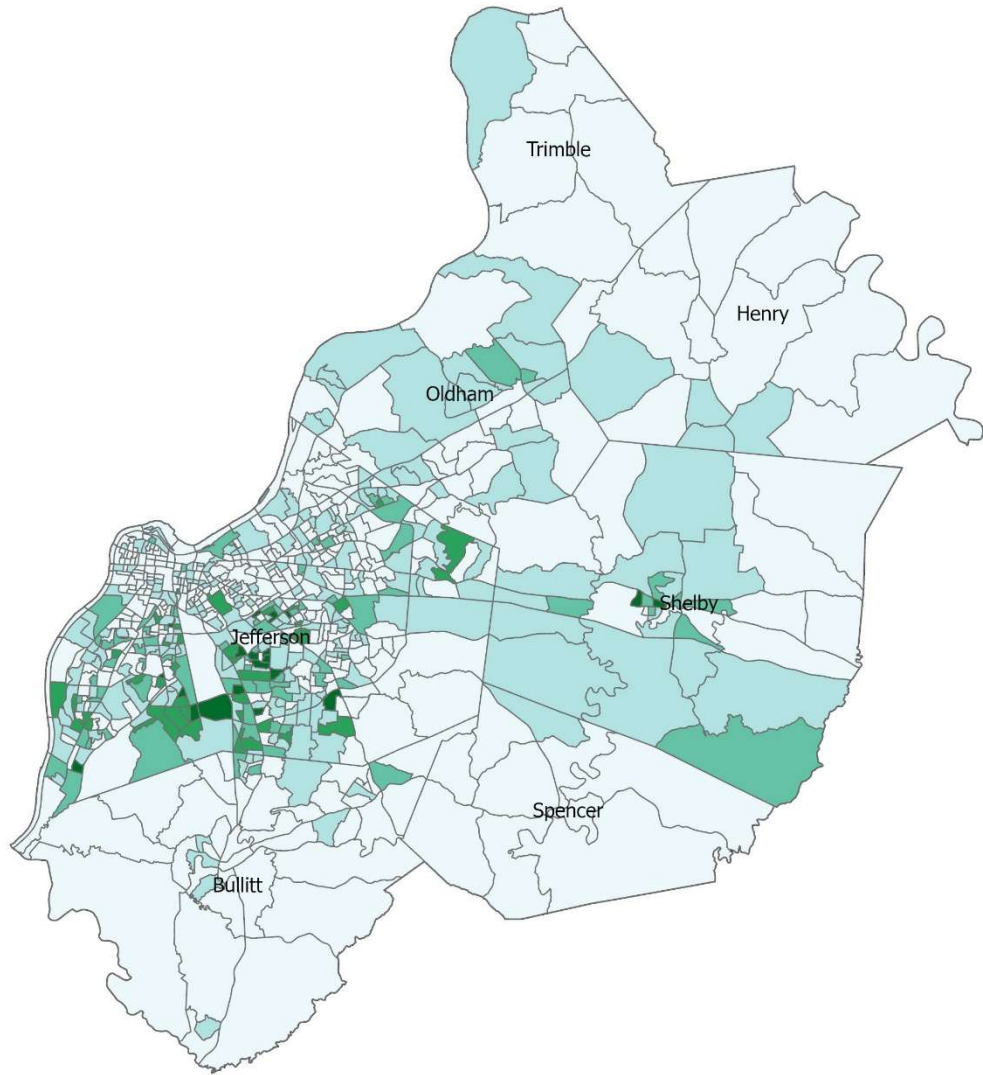 Trimble
Henry
Oldham
Shelby
Jefferson
Spencer
Bullitt